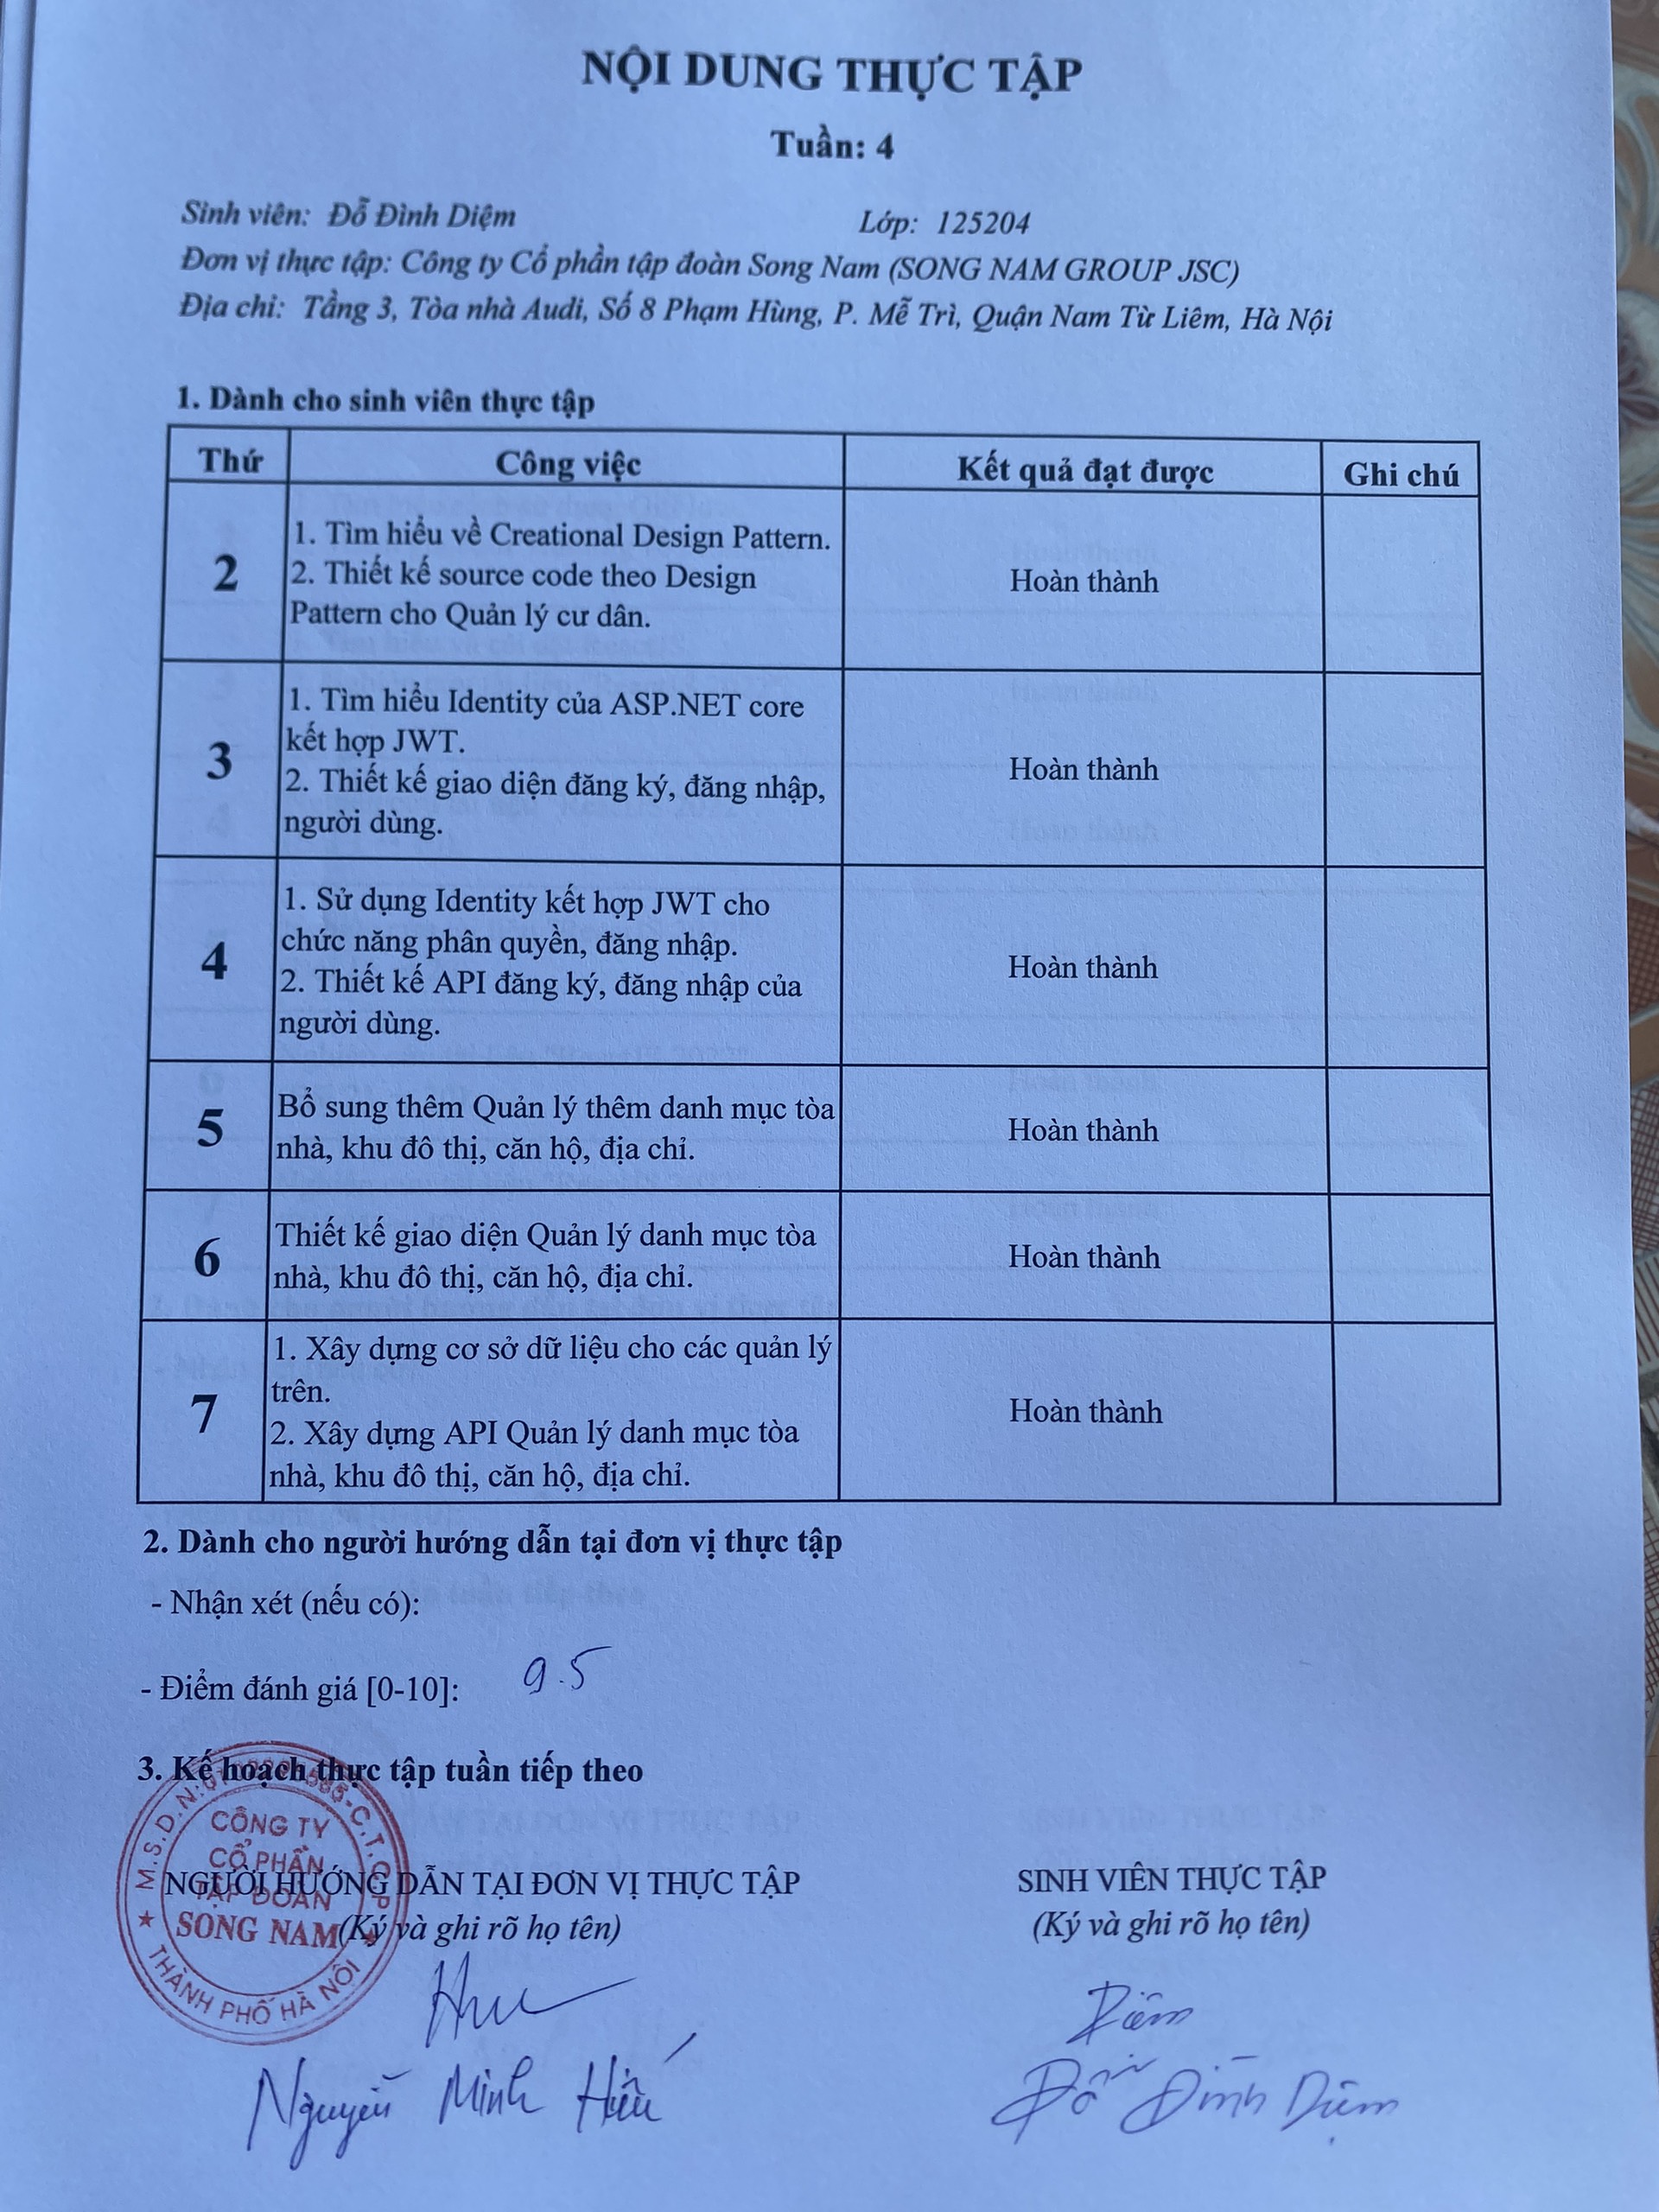 NỘI DUNG THỰC TẬP
Tuần: 4
Sinh viên: Đỗ Đình Diệm Lớp: 125204
Đơn vị thực tập: Công ty Cổ phần tập đoàn Song Nam (SONG NAM GROUP JSC)
Địa chỉ: Tầng 3, Tòa nhà Audi, Số 8 Phạm Hùng, P. Mễ Trì, Quận Nam Từ Liêm, Hà Nội
1. Dành cho sinh viên thực tập
Thứ Công việc Kết quả đạt được Ghi chú
1. Tìm hiểu về Creational Design Pattern.
2 2. Thiết kế source code theo Design Hoàn thành
Pattern cho Quản lý cư dân.
1. Tìm hiểu Identity của ASP.NET core
kết hợp JWT.
3 Hoàn thành
2. Thiết kế giao diện đăng ký, đăng nhập,
người dùng.
1. Sử dụng Identity kết hợp JWT cho
chức năng phân quyền, đăng nhập.
4 Hoàn thành
2. Thiết kế API đăng ký, đăng nhập của
người dùng.
Bổ sung thêm Quản lý thêm danh mục tòa
5 Hoàn thành
nhà, khu đô thị, căn hộ, địa chỉ.
Thiết kế giao diện Quản lý danh mục tòa
6 Hoàn thành
nhà, khu đô thị, căn hộ, địa chỉ.
1. Xây dựng cơ sở dữ liệu cho các quản lý
trên.
7 Hoàn thành
2. Xây dựng API Quản lý danh mục tòa
nhà, khu đô thị, căn hộ, địa chỉ.
2. Dành cho người hướng dẫn tại đơn vị thực tập
- Nhận xét (nếu có):
- Điểm đánh giá [0-10]: 9.5
3. Kế hoạch thực tập tuần tiếp theo
M.S.D.N: C.T.C.P
CÔNG TY
CỔ PHẦN
TẬP ĐOÀN
SONG NAM
THÀNH PHỐ HÀ NỘI
NGƯỜI HƯỚNG DẪN TẠI ĐƠN VỊ THỰC TẬP SINH VIÊN THỰC TẬP
(Ký và ghi rõ họ tên) (Ký và ghi rõ họ tên)
Diệm
Nguyễn Minh Hiếu Đỗ Đình Diệm